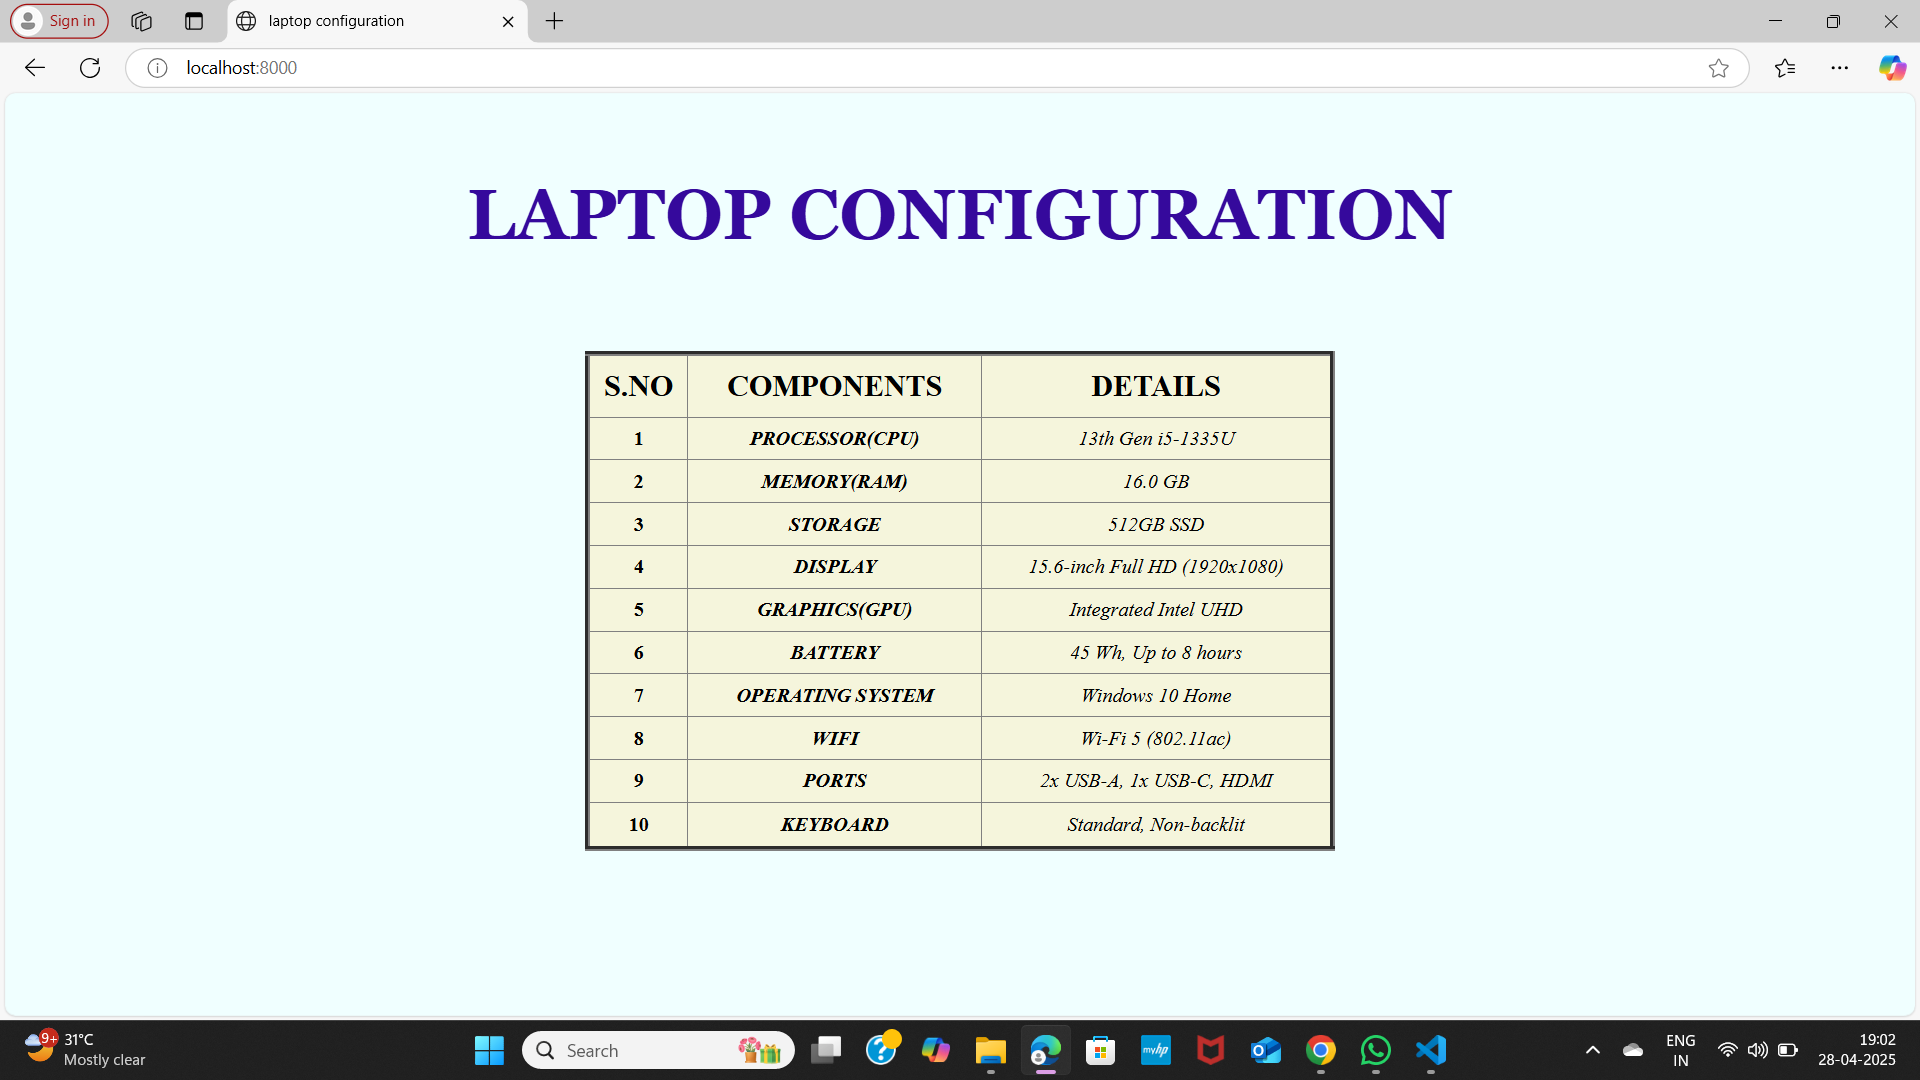 Sign in
laptop configuration
localhost:8000
LAPTOP CONFIGURATION
S.NO COMPONENTS DETAILS
1 PROCESSOR(CPU) 13th Gen i5-1335U
2 MEMORY(RAM) 16.0 GB
3 STORAGE 512GB SSD
4 DISPLAY 15.6-inch Full HD (1920x1080)
5 GRAPHICS(GPU) Integrated Intel UHD
6 BATTERY 45 Wh, Up to 8 hours
7 OPERATING SYSTEM Windows 10 Home
8 WIFI Wi-Fi 5 (802.11ac)
9 PORTS 2x USB-A, 1x USB-C, HDMI
10 KEYBOARD Standard, Non-backlit
9+
31°C
Mostly clear
Search
myhp
ENG
IN
19:02
28-04-2025